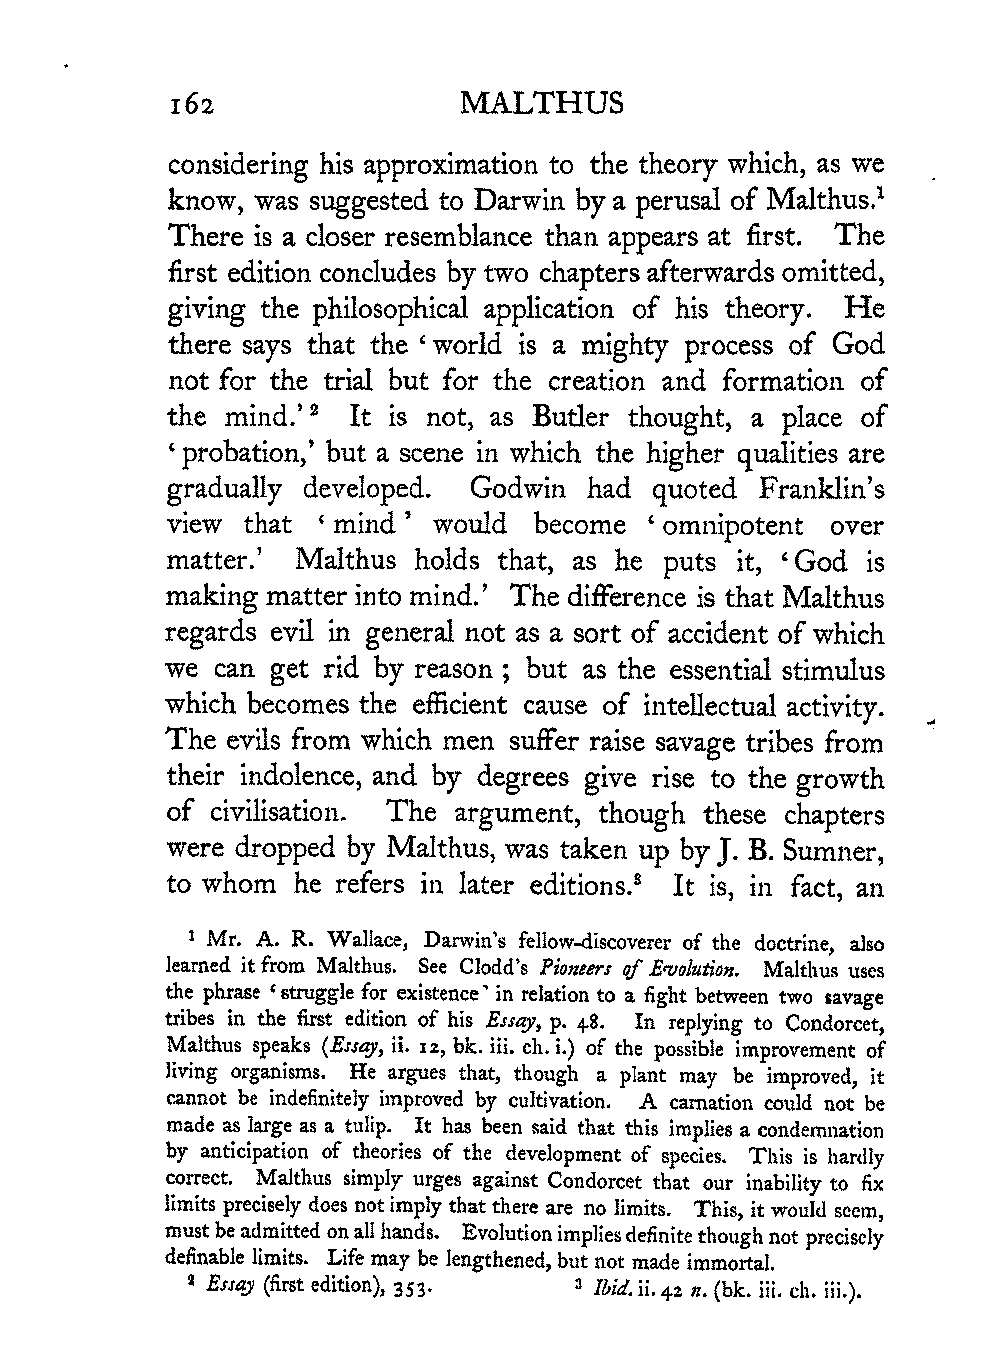 162 MALTHUS
considering his approximation to the theory which, as we
know, was suggested to Darwin by a perusal of Malthus.¹
There is a closer resemblance than appears at first. The
first edition concludes by two chapters afterwards omitted,
giving the philosophical application of his theory. He
there says that the ‘world is a mighty process of God
not for the trial but for the creation and formation of
the mind.’² It is not, as Butler thought, a place of
‘probation,’ but a scene in which the higher qualities are
gradually developed. Godwin had quoted Franklin’s
view that ‘mind’ would become ‘omnipotent over
matter.’ Malthus holds that, as he puts it, ‘God is
making matter into mind.’ The difference is that Malthus
regards evil in general not as a sort of accident of which
we can get rid by reason ; but as the essential stimulus
which becomes the efficient cause of intellectual activity.
The evils from which men suffer raise savage tribes from
their indolence, and by degrees give rise to the growth
of civilisation. The argument, though these chapters
were dropped by Malthus, was taken up by J. B. Sumner,
to whom he refers in later editions.³ It is, in fact, an
¹ Mr. A. R. Wallace, Darwin’s fellow-discoverer of the doctrine, also
learned it from Malthus. See Clodd’s Pioneers of Evolution. Malthus uses
the phrase ‘struggle for existence’ in relation to a fight between two savage
tribes in the first edition of his Essay, p. 48. In replying to Condorcet,
Malthus speaks (Essay, ii. 12, bk. iii. ch. i.) of the possible improvement of
living organisms. He argues that, though a plant may be improved, it
cannot be indefinitely improved by cultivation. A carnation could not be
made as large as a tulip. It has been said that this implies a condemnation
by anticipation of theories of the development of species. This is hardly
correct. Malthus simply urges against Condorcet that our inability to fix
limits precisely does not imply that there are no limits. This, it would seem,
must be admitted on all hands. Evolution implies definite though not precisely
definable limits. Life may be lengthened, but not made immortal.
² Essay (first edition), 353. ³ Ibid. ii. 42 n. (bk. iii. ch. iii.).